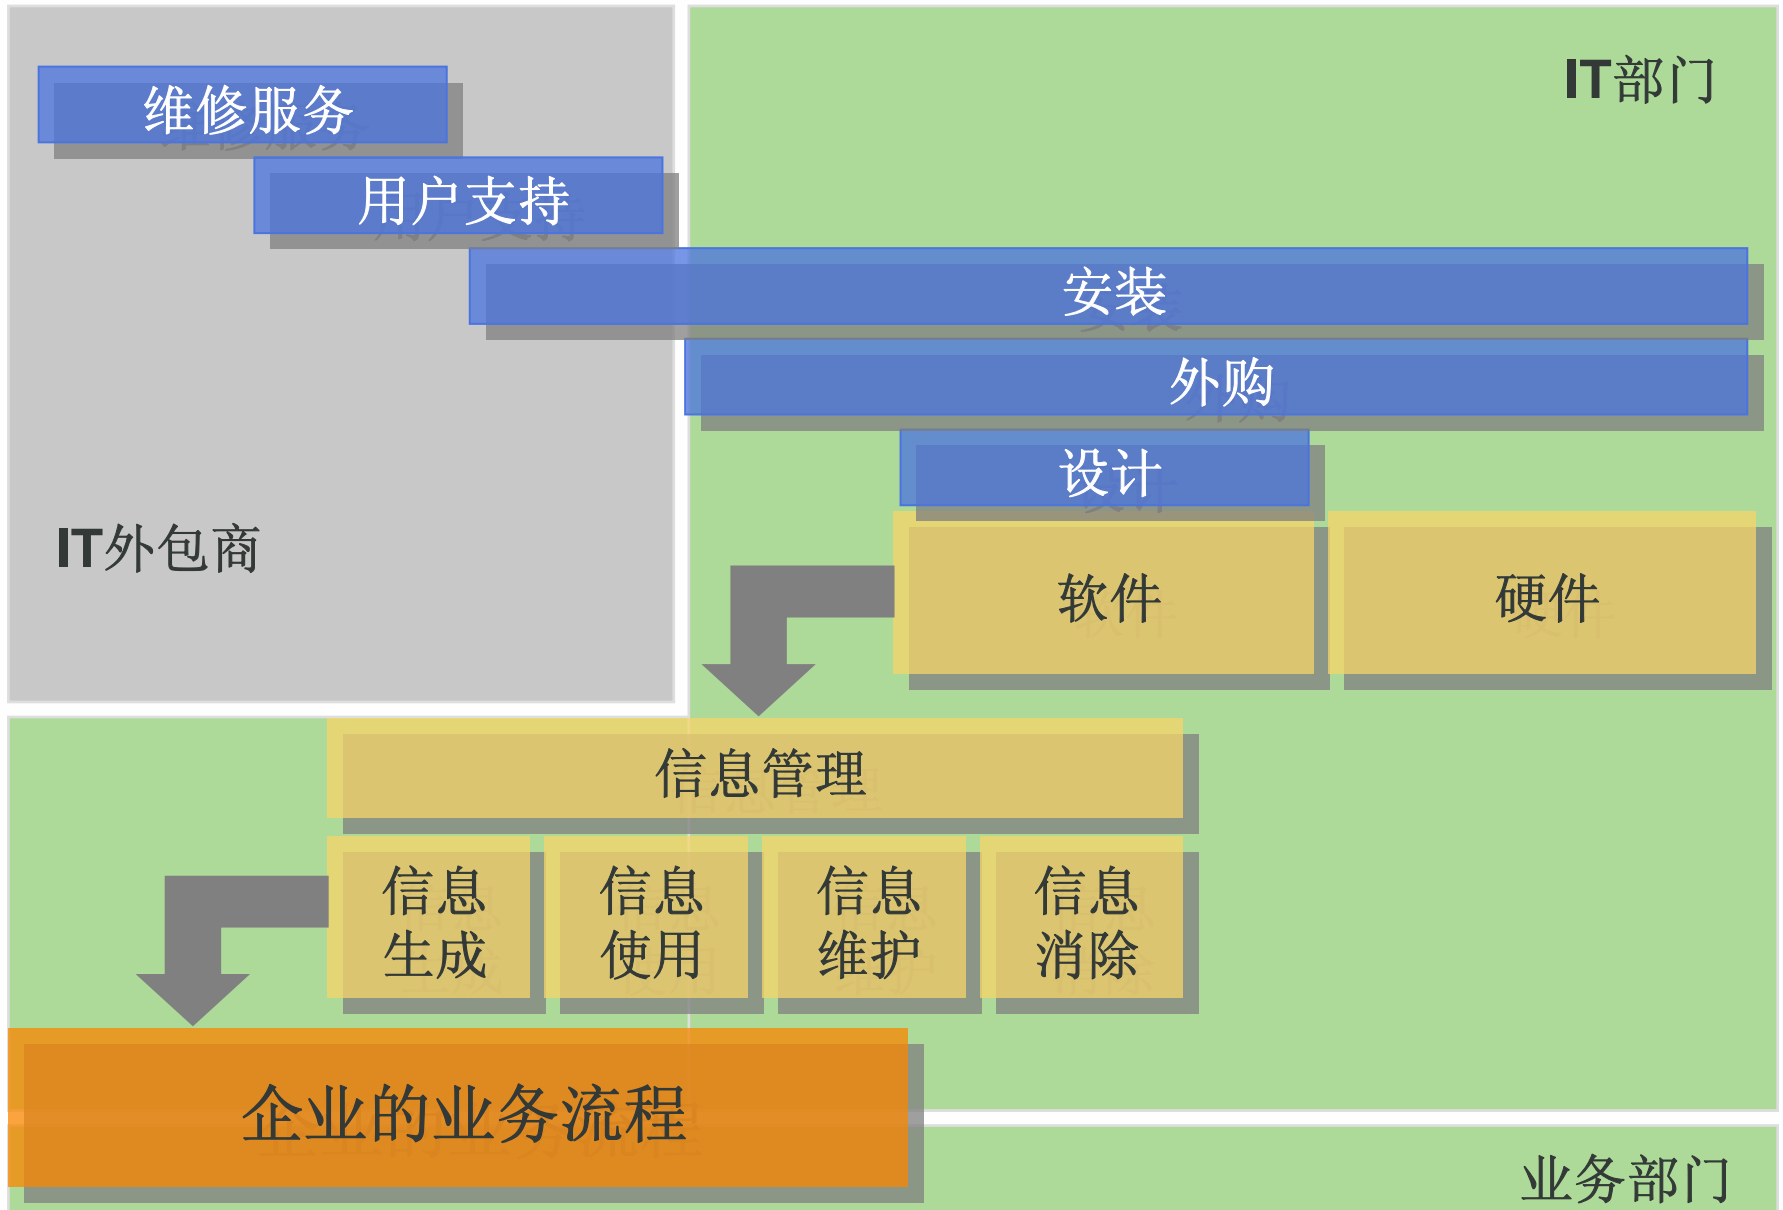 IT部门
维修服务
用户支持
安装
外购
设计
IT外包商
软件
硬件
信息管理
信息
生成
信息
使用
信息
维护
信息
消除
企业的业务流程
业务部门